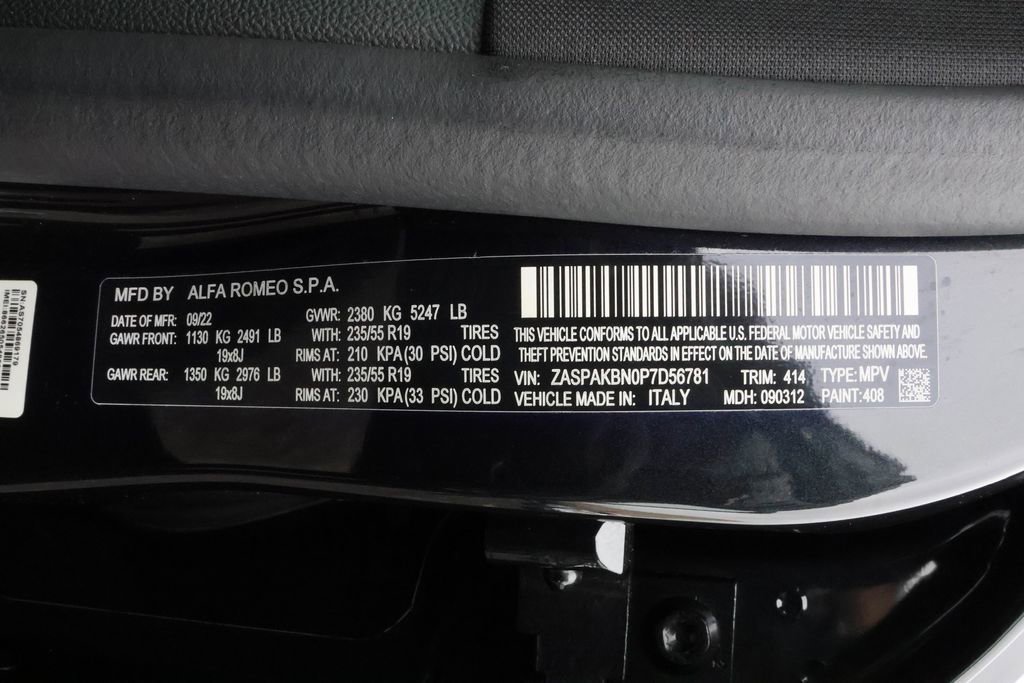 MFD BY ALFA ROMEO S.P.A.
DATE OF MFR: 09/22 GVWR: 2380 KG 5247 LB
GAWR FRONT: 1130 KG 2491 LB WITH: 235/55 R19 TIRES
19x8J RIMS AT: 210 KPA (30 PSI) COLD
GAWR REAR: 1350 KG 2976 LB WITH: 235/55 R19 TIRES
19x8J RIMS AT: 230 KPA (33 PSI) COLD
THIS VEHICLE CONFORMS TO ALL APPLICABLE U.S. FEDERAL MOTOR VEHICLE SAFETY AND
THEFT PREVENTION STANDARDS IN EFFECT ON THE DATE OF MANUFACTURE SHOWN ABOVE.
VIN: ZASPAKBN0P7D56781 TRIM: 414 TYPE: MPV
VEHICLE MADE IN: ITALY MDH: 090312 PAINT: 408